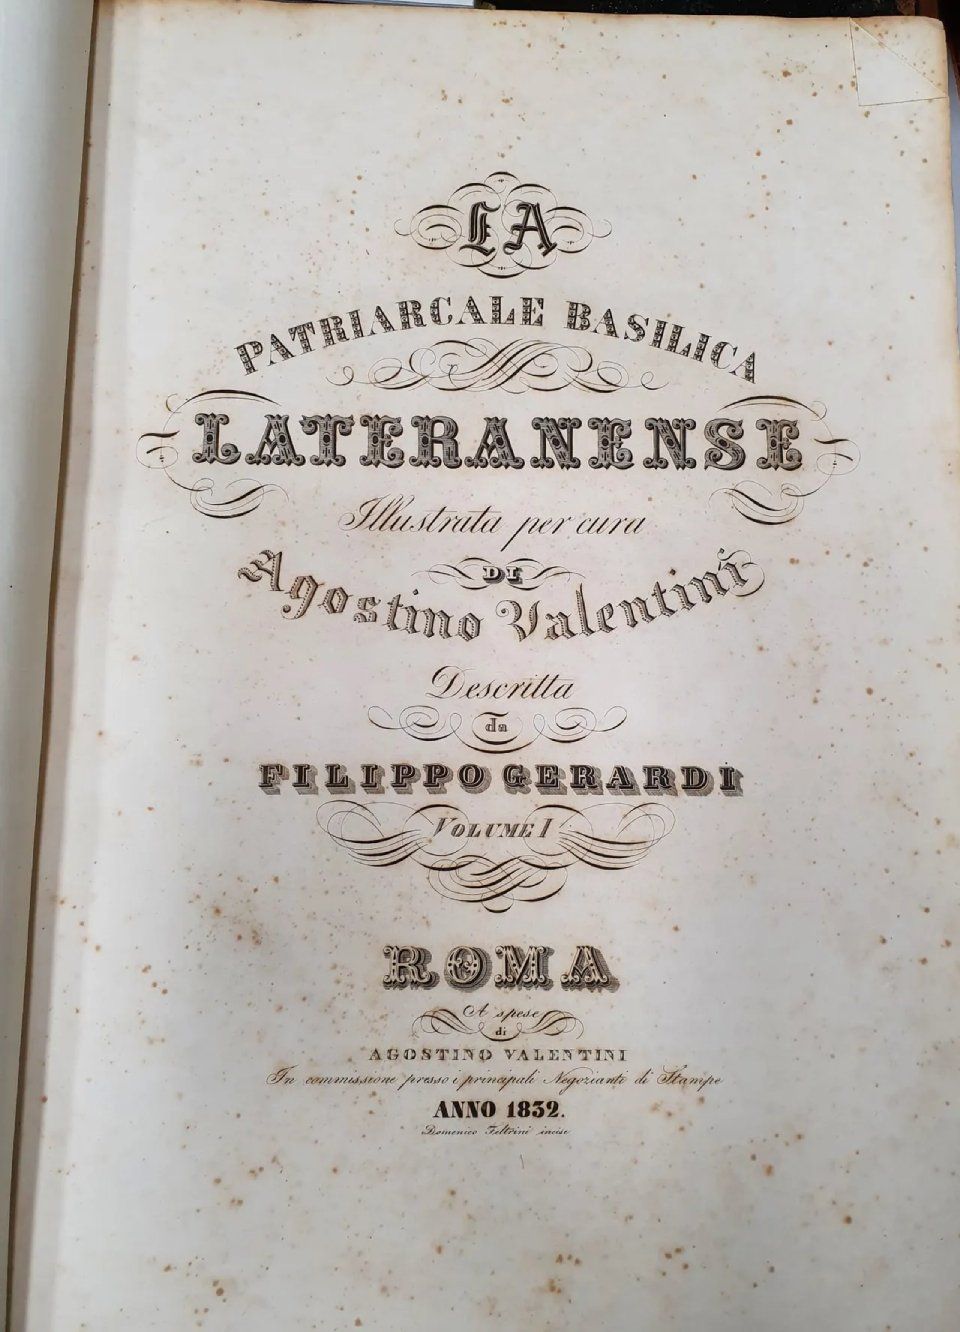 LA
PATRIARCALE BASILICA
LATERANENSE
Illustrata per cura
DI
Agostino Valentini
Descritta
da
FILIPPO GERARDI
VOLUME I
ROMA
A spese
di
AGOSTINO VALENTINI
In commissione presso i principali Negozianti di Stampe
ANNO 1832.
Domenico Feltrini incise